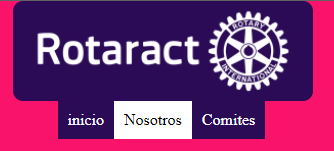 Rotaract
ROTARY
INTERNATIONAL
inicio Nosotros Comites